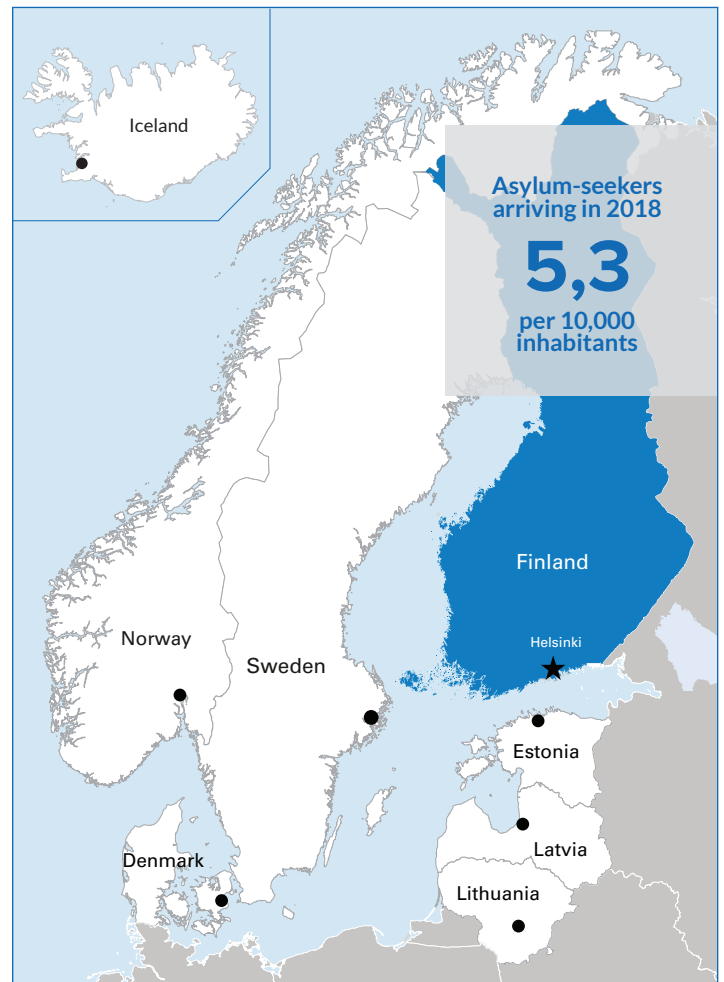 Iceland
Asylum-seekers
arriving in 2018
5,3
per 10,000
inhabitants
Finland
Helsinki
Norway
Sweden
Estonia
Denmark
Latvia
Lithuania